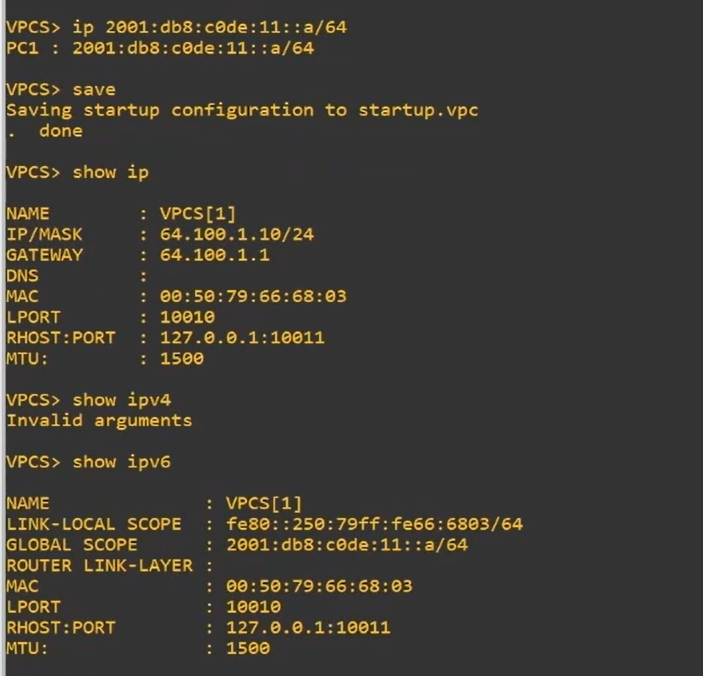 VPCS> ip 2001:db8:c0de:11::a/64
PC1 : 2001:db8:c0de:11::a/64
VPCS> save
Saving startup configuration to startup.vpc
.  done
VPCS> show ip
NAME        : VPCS[1]
IP/MASK     : 64.100.1.10/24
GATEWAY     : 64.100.1.1
DNS         :
MAC         : 00:50:79:66:68:03
LPORT       : 10010
RHOST:PORT  : 127.0.0.1:10011
MTU:        : 1500
VPCS> show ipv4
Invalid arguments
VPCS> show ipv6
NAME              : VPCS[1]
LINK-LOCAL SCOPE  : fe80::250:79ff:fe66:6803/64
GLOBAL SCOPE      : 2001:db8:c0de:11::a/64
ROUTER LINK-LAYER :
MAC               : 00:50:79:66:68:03
LPORT             : 10010
RHOST:PORT        : 127.0.0.1:10011
MTU:              : 1500